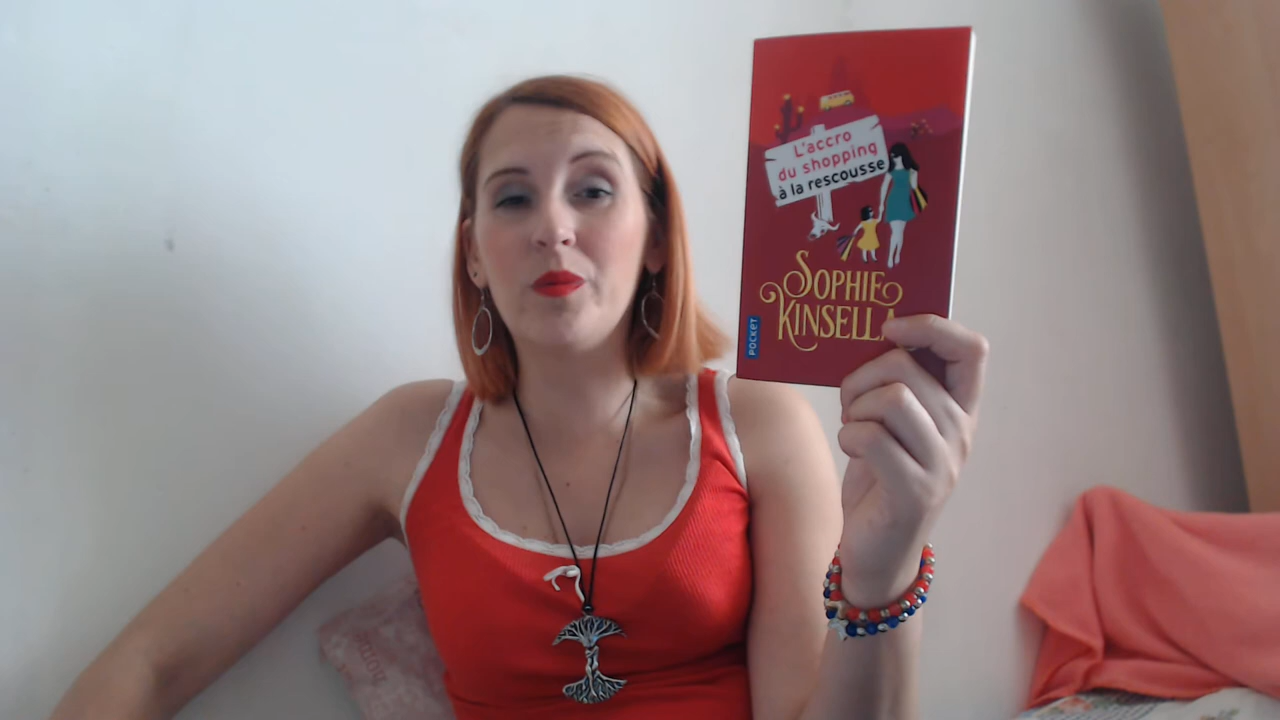 L'accro
du shopping
à la rescousse
SOPHIE
KINSELLA
POCKET